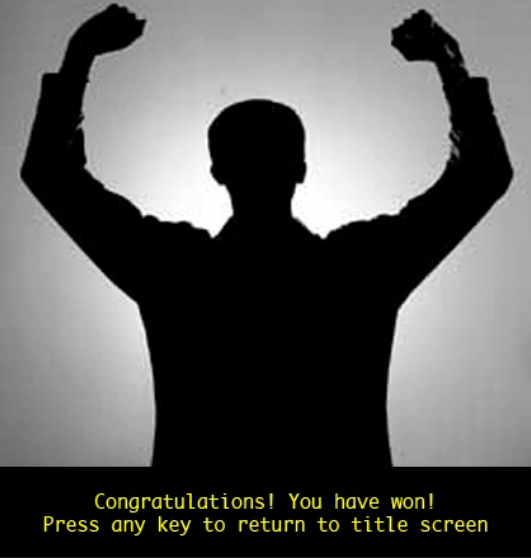 Congratulations! You have won!
Press any key to return to title screen